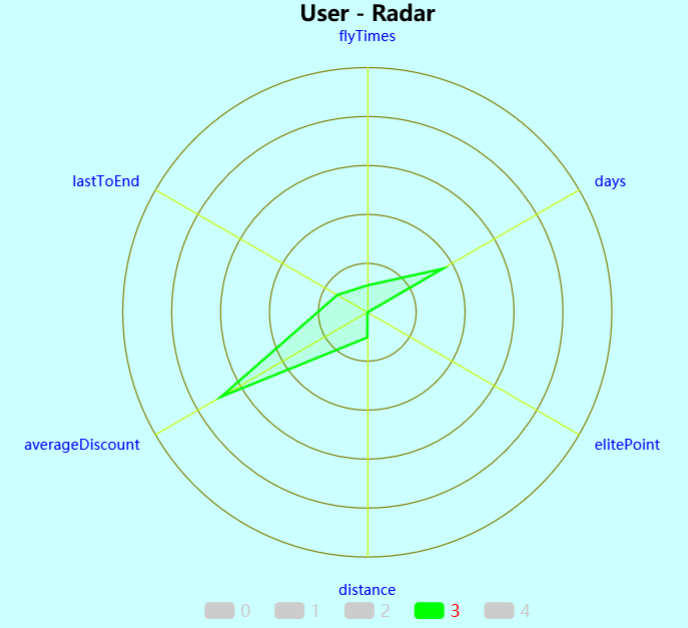 User - Radar
flyTimes
lastToEnd
days
averageDiscount
elitePoint
distance
0 1 2 3 4